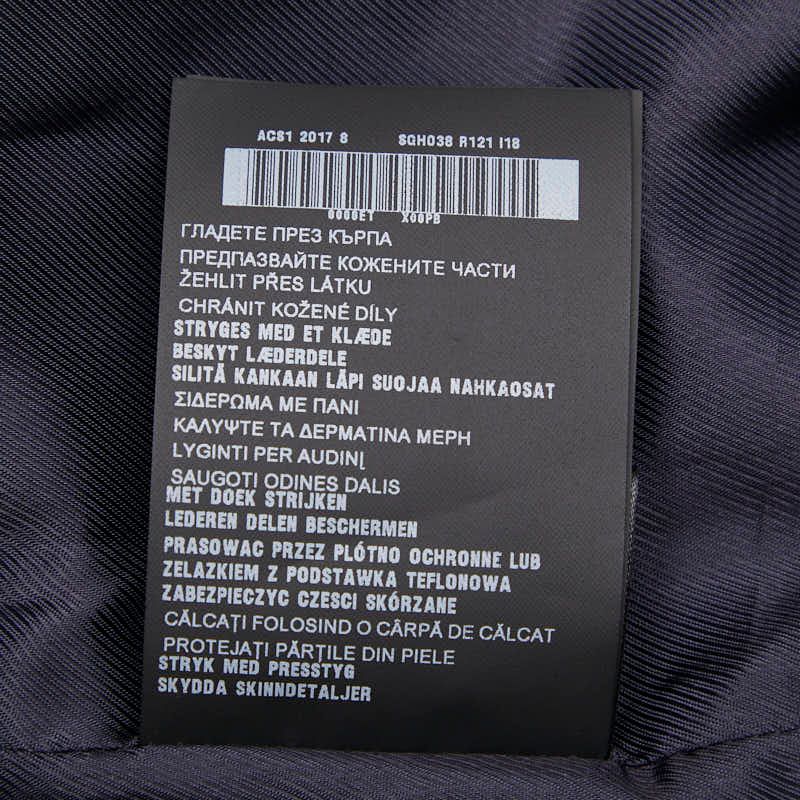 ACS1 2017 8 SGH038 R121 I18
0000ET X00PB
ГЛАДЕТЕ ПРЕЗ КЪРПА
ПРЕДПАЗВАЙТЕ КОЖЕНИТЕ ЧАСТИ
ŽEHLIT PŘES LÁTKU
CHRÁNIT KOŽENÉ DÍLY
STRYGES MED ET KLÆDE
BESKYT LÆDERDELE
SILITÄ KANKAAN LÄPI SUOJAA NAHKAOSAT
ΣΙΔΕΡΩΜΑ ΜΕ ΠΑΝΙ
ΚΑΛΥΨΤΕ ΤΑ ΔΕΡΜΑΤΙΝΑ ΜΕΡΗ
LYGINTI PER AUDINĮ
SAUGOTI ODINES DALIS
MET DOEK STRIJKEN
LEDEREN DELEN BESCHERMEN
PRASOWAC PRZEZ PLÓTNO OCHRONNE LUB
ZELAZKIEM Z PODSTAWKA TEFLONOWA
ZABEZPIECZYC CZESCI SKÓRZANE
CĂLCAȚI FOLOSIND O CÂRPĂ DE CĂLCAT
PROTEJAȚI PĂRȚILE DIN PIELE
STRYK MED PRESSTYG
SKYDDA SKINNDETALJER